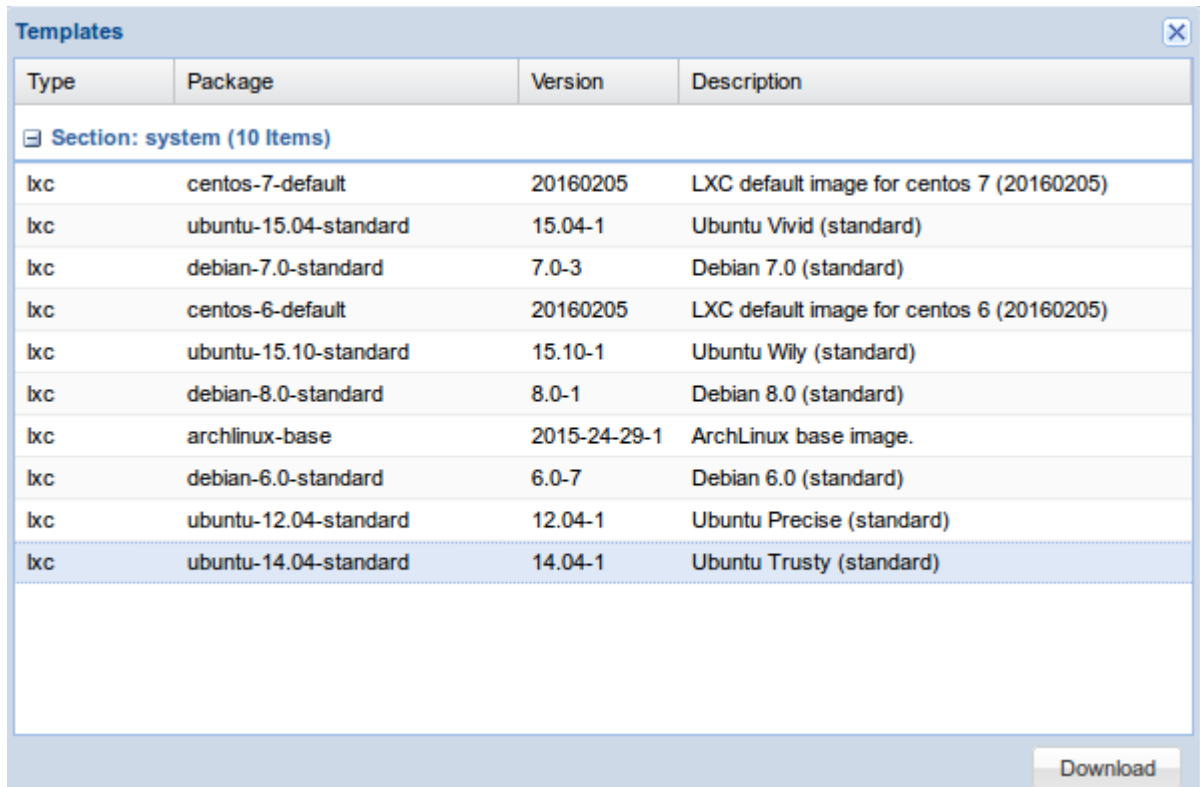 Templates
Type Package Version Description
Section: system (10 Items)
lxc centos-7-default 20160205 LXC default image for centos 7 (20160205)
lxc ubuntu-15.04-standard 15.04-1 Ubuntu Vivid (standard)
lxc debian-7.0-standard 7.0-3 Debian 7.0 (standard)
lxc centos-6-default 20160205 LXC default image for centos 6 (20160205)
lxc ubuntu-15.10-standard 15.10-1 Ubuntu Wily (standard)
lxc debian-8.0-standard 8.0-1 Debian 8.0 (standard)
lxc archlinux-base 2015-24-29-1 ArchLinux base image.
lxc debian-6.0-standard 6.0-7 Debian 6.0 (standard)
lxc ubuntu-12.04-standard 12.04-1 Ubuntu Precise (standard)
lxc ubuntu-14.04-standard 14.04-1 Ubuntu Trusty (standard)
Download